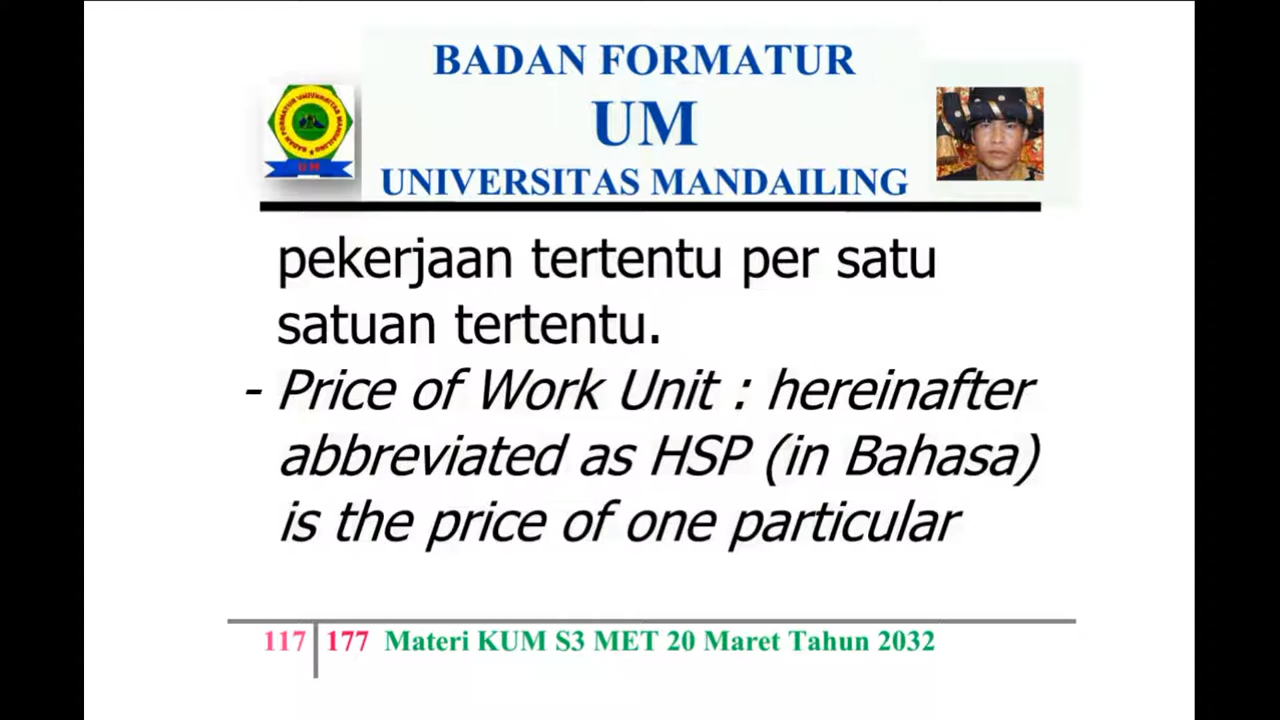 BADAN FORMATUR
UM
UNIVERSITAS MANDAILING
pekerjaan tertentu per satu
satuan tertentu.
- Price of Work Unit : hereinafter
abbreviated as HSP (in Bahasa)
is the price of one particular
117 177 Materi KUM S3 MET 20 Maret Tahun 2032